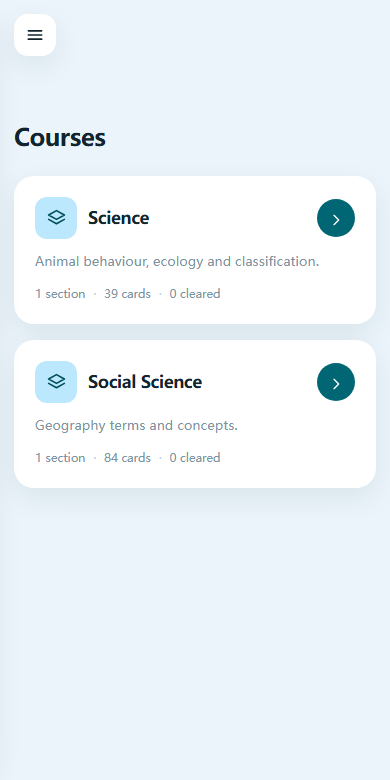 Courses
Science
Animal behaviour, ecology and classification.
1 section · 39 cards · 0 cleared
Social Science
Geography terms and concepts.
1 section · 84 cards · 0 cleared